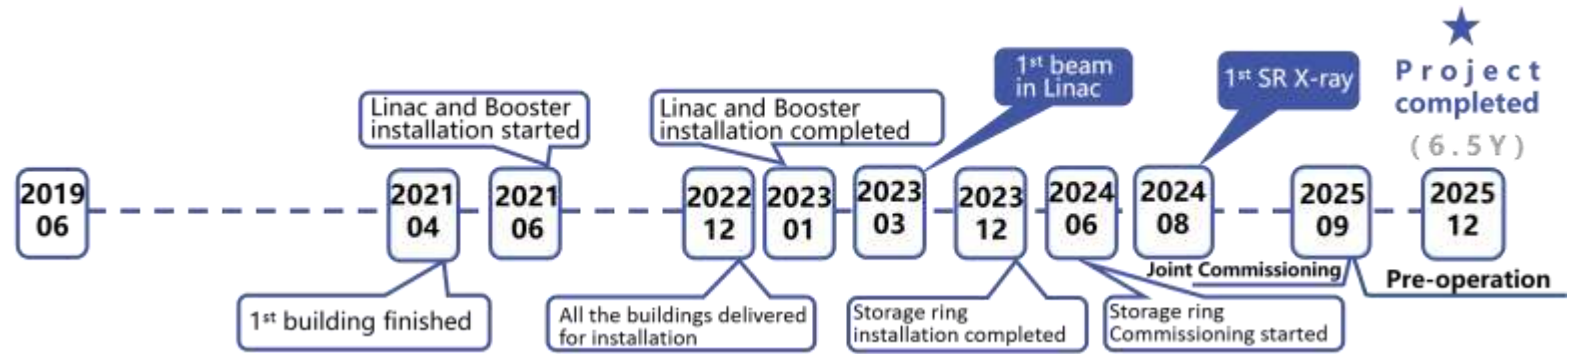 1st beam
in Linac
1st SR X-ray
Project
completed
(6.5Y)
Linac and Booster
installation started
Linac and Booster
installation completed
2019
06
2021
04
2021
06
2022
12
2023
01
2023
03
2023
12
2024
06
2024
08
2025
09
2025
12
Joint Commissioning
Pre-operation
1st building finished
All the buildings delivered
for installation
Storage ring
installation completed
Storage ring
Commissioning started